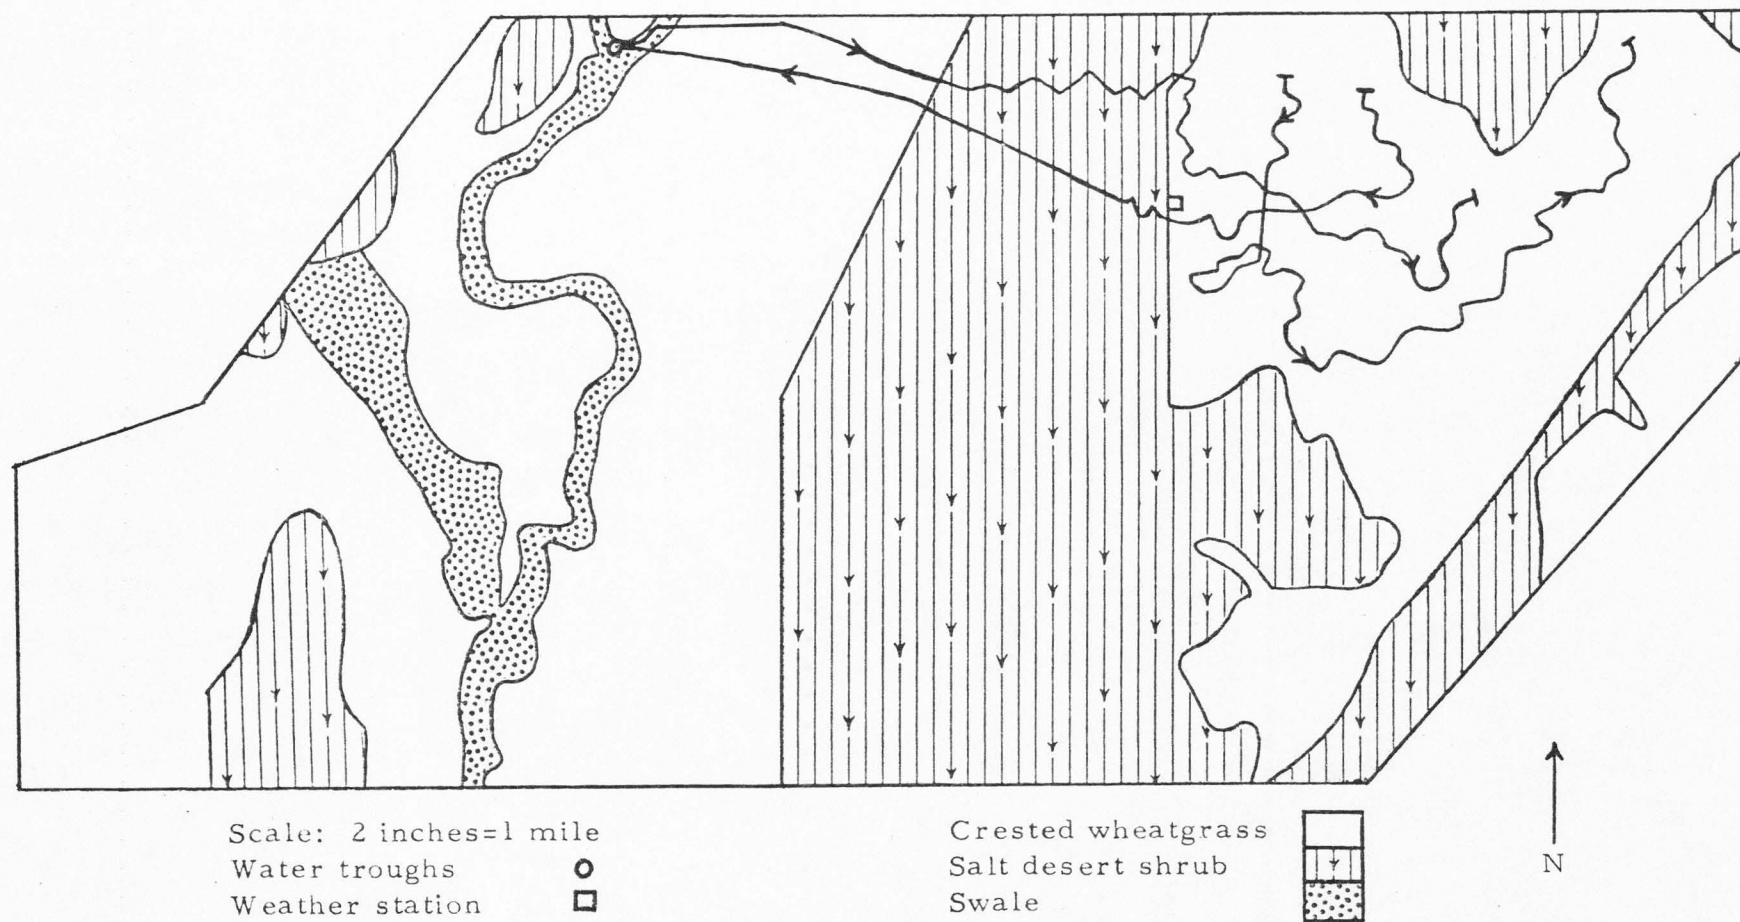 Scale: 2 inches=1 mile
Water troughs
Weather station
Crested wheatgrass
Salt desert shrub
Swale
N